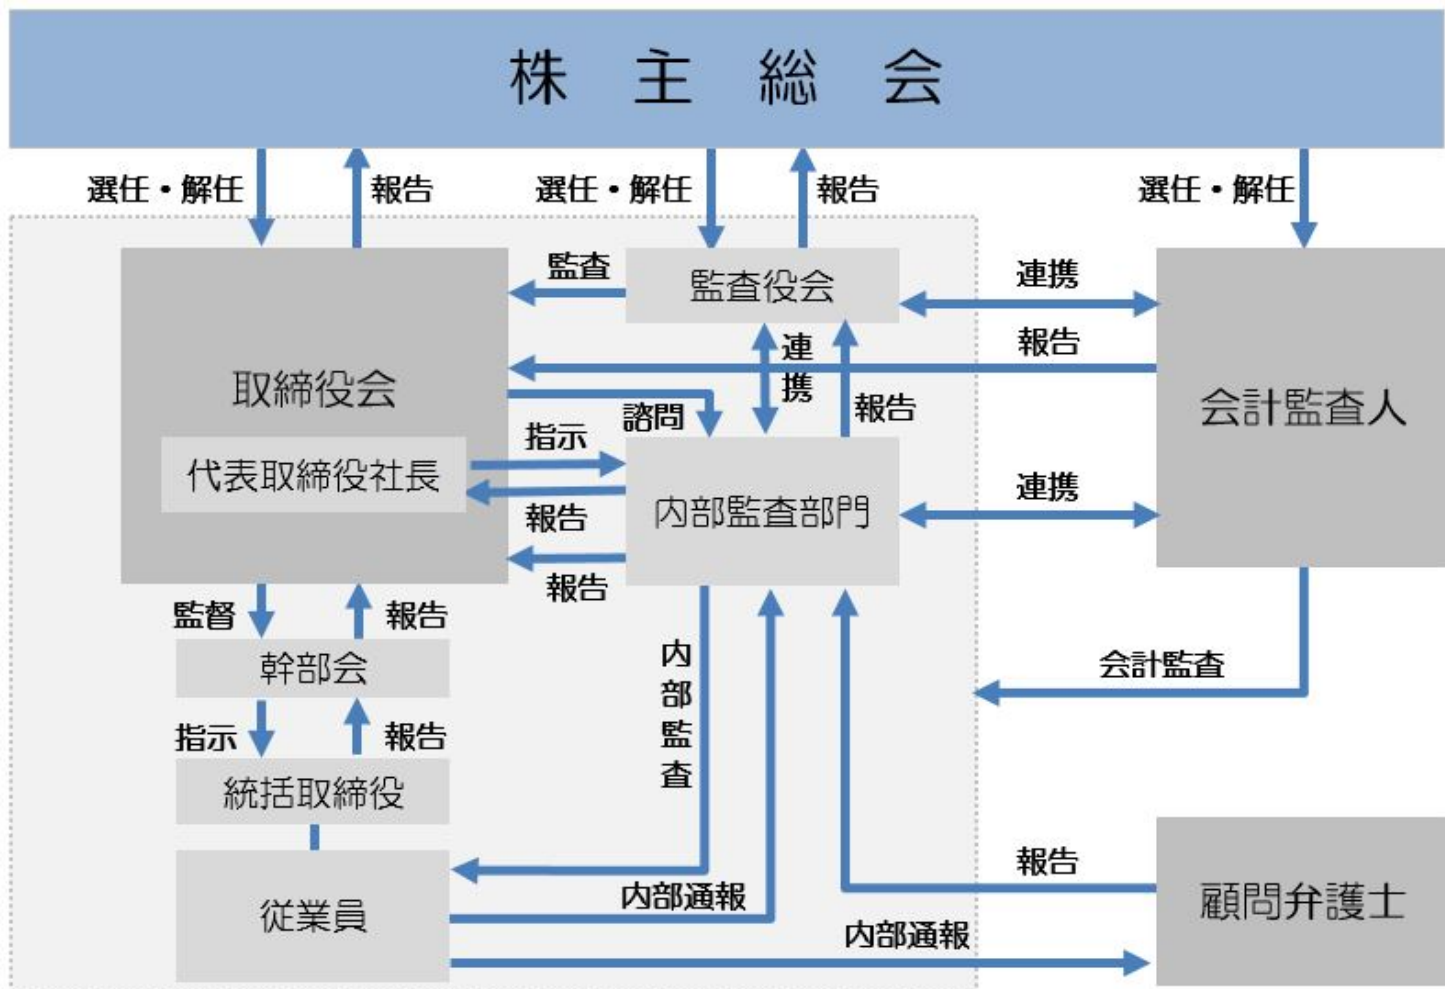 株主総会
選任・解任
報告
選任・解任
報告
選任・解任
監査
監査役会
連携
報告
取締役会
連携
報告
会計監査人
諮問
指示
代表取締役社長
報告
内部監査部門
連携
報告
監督
報告
幹部会
内部監査
会計監査
指示
報告
統括取締役
従業員
内部通報
内部通報
報告
顧問弁護士